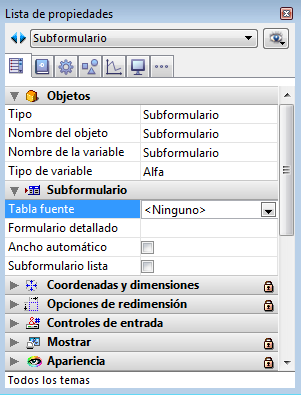 Lista de propiedades
Subformulario
Objetos
Tipo Subformulario
Nombre del objeto Subformulario
Nombre de la variable Subformulario
Tipo de variable Alfa
Subformulario
Tabla fuente <Ninguno>
Formulario detallado
Ancho automático
Subformulario lista
Coordenadas y dimensiones
Opciones de redimensión
Controles de entrada
Mostrar
Apariencia
Todos los temas